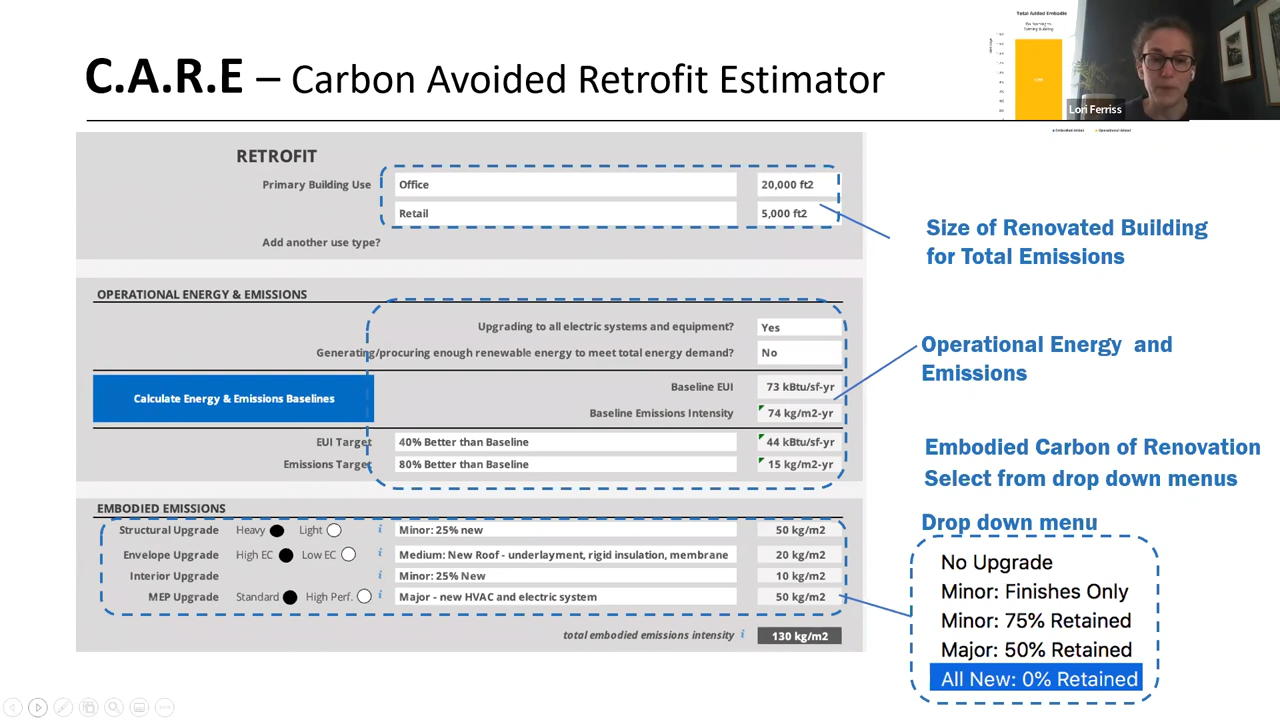 C.A.R.E – Carbon Avoided Retrofit Estimator
Total Added Embodie
Lori Ferriss
RETROFIT
Primary Building Use Office 20,000 ft2
Retail 5,000 ft2
Add another use type?
Size of Renovated Building
for Total Emissions
OPERATIONAL ENERGY & EMISSIONS
Upgrading to all electric systems and equipment? Yes
Generating/procuring enough renewable energy to meet total energy demand? No
Calculate Energy & Emissions Baselines
Baseline EUI 73 kBtu/sf-yr
Baseline Emissions Intensity 74 kg/m2-yr
EUI Target 40% Better than Baseline 44 kBtu/sf-yr
Emissions Target 80% Better than Baseline 15 kg/m2-yr
Operational Energy and
Emissions
EMBODIED EMISSIONS
Structural Upgrade Heavy Light i Minor: 25% new 50 kg/m2
Envelope Upgrade High EC Low EC i Medium: New Roof - underlayment, rigid insulation, membrane 20 kg/m2
Interior Upgrade i Minor: 25% New 10 kg/m2
MEP Upgrade Standard High Perf. i Major - new HVAC and electric system 50 kg/m2
total embodied emissions intensity i 130 kg/m2
Embodied Carbon of Renovation
Select from drop down menus
Drop down menu
No Upgrade
Minor: Finishes Only
Minor: 75% Retained
Major: 50% Retained
All New: 0% Retained